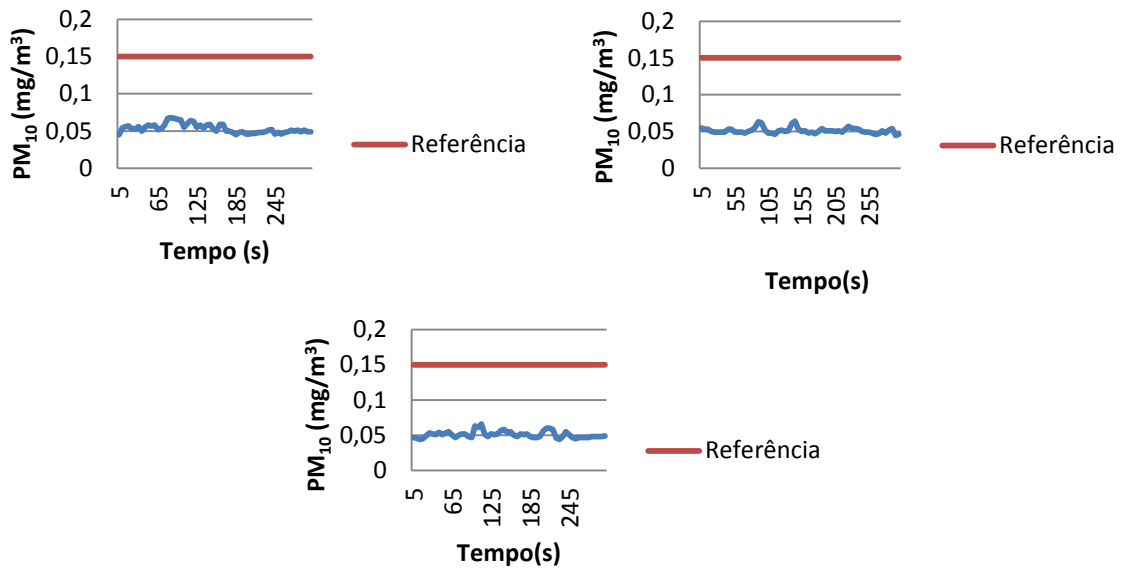 PM₁₀ (mg/m³)
0,2
0,15
0,1
0,05
0
5 65 125 185 245
Tempo (s)
Referência
PM₁₀ (mg/m³)
0,2
0,15
0,1
0,05
0
5 55 105 155 205 255
Tempo(s)
Referência
PM₁₀ (mg/m³)
0,2
0,15
0,1
0,05
0
5 65 125 185 245
Tempo(s)
Referência